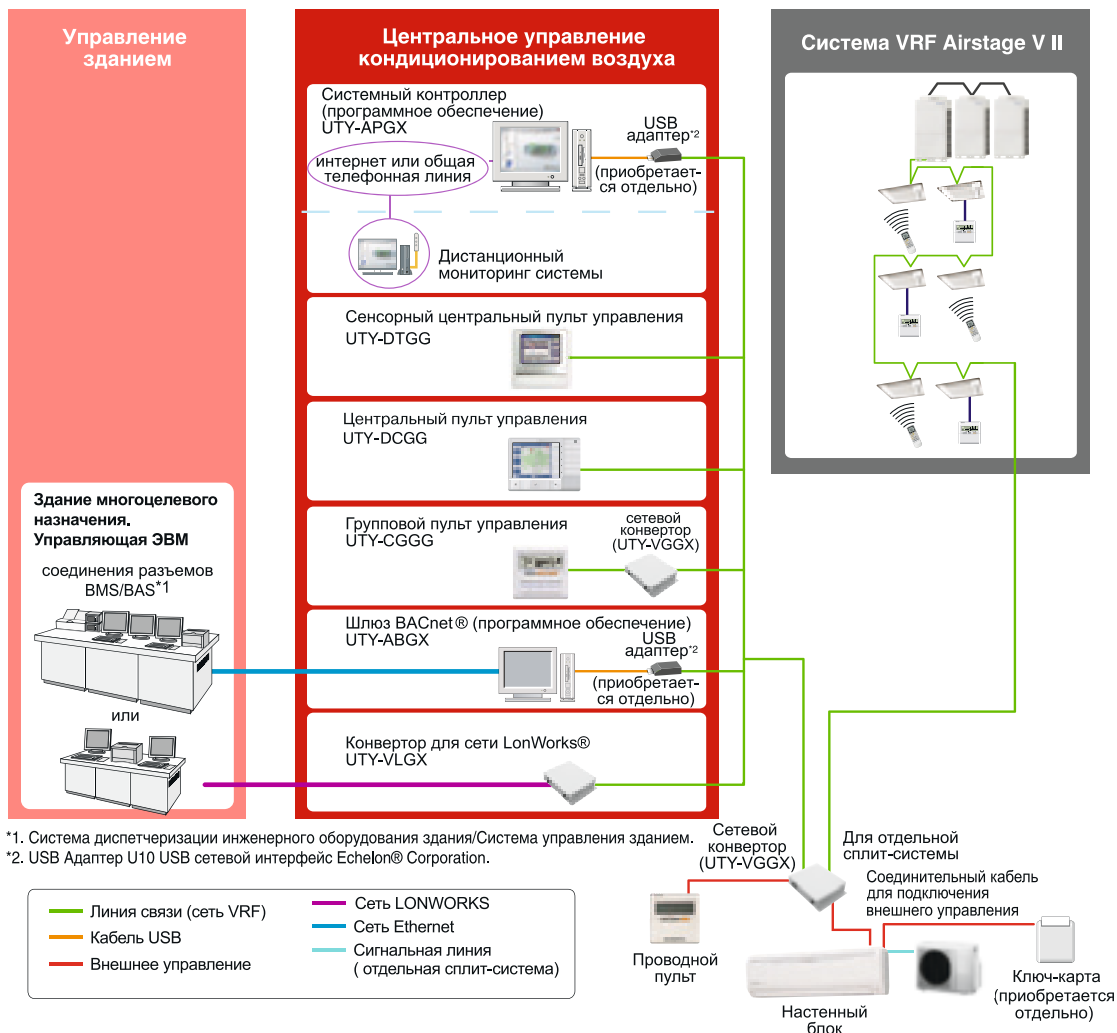 Управление
зданием
Центральное управление
кондиционированием воздуха
Система VRF Airstage V II
Системный контроллер
(программное обеспечение)
UTY-APGX
интернет или общая
телефонная линия
USB
адаптер*2
(приобретает-
ся отдельно)
Дистанционный
мониторинг системы
Сенсорный центральный пульт управления
UTY-DTGG
Центральный пульт управления
UTY-DCGG
Групповой пульт управления
UTY-CGGG
сетевой
конвертор
(UTY-VGGX)
Здание многоцелевого
назначения.
Управляющая ЭВМ
соединения разъемов
BMS/BAS*1
или
Шлюз BACnet® (программное обеспечение)
UTY-ABGX
USB
адаптер*2
(приобретает-
ся отдельно)
Конвертор для сети LonWorks®
UTY-VLGX
*1. Система диспетчеризации инженерного оборудования здания/Система управления зданием.
*2. USB Адаптер U10 USB сетевой интерфейс Echelon® Corporation.
Линия связи (сеть VRF)
Кабель USB
Внешнее управление
Сеть LONWORKS
Сеть Ethernet
Сигнальная линия
( отдельная сплит-система)
Сетевой
конвертор
(UTY-VGGX)
Для отдельной
сплит-системы
Соединительный кабель
для подключения
внешнего управления
Проводной
пульт
Настенный
блок
Ключ-карта
(приобретается
отдельно)